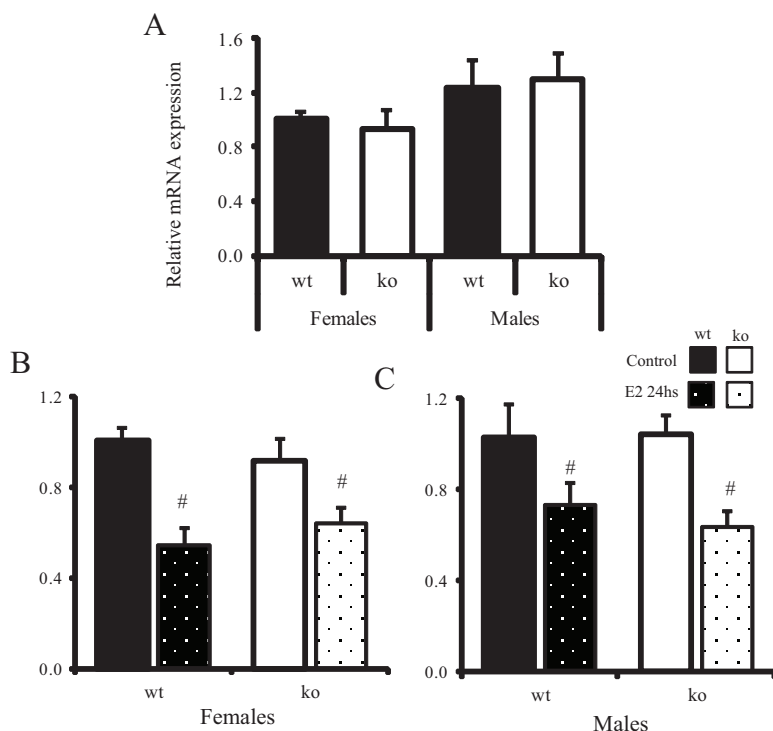 A
Relative mRNA expression
1.6
1.2
0.8
0.4
0.0
wt ko wt ko
Females Males
wt ko
Control
E2 24hs
B
1.2
0.8
0.4
0.0
# #
wt ko
Females
C
1.2
0.8
0.4
0.0
# #
wt ko
Males